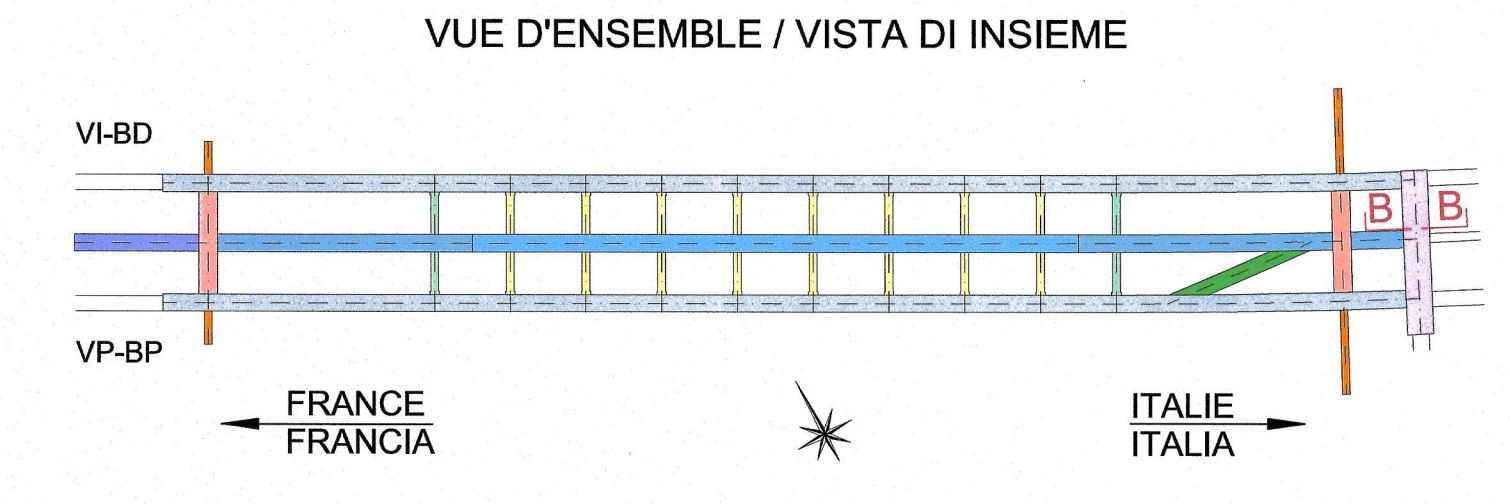 VUE D'ENSEMBLE / VISTA DI INSIEME
VI-BD
B B
VP-BP
FRANCE
FRANCIA
ITALIE
ITALIA